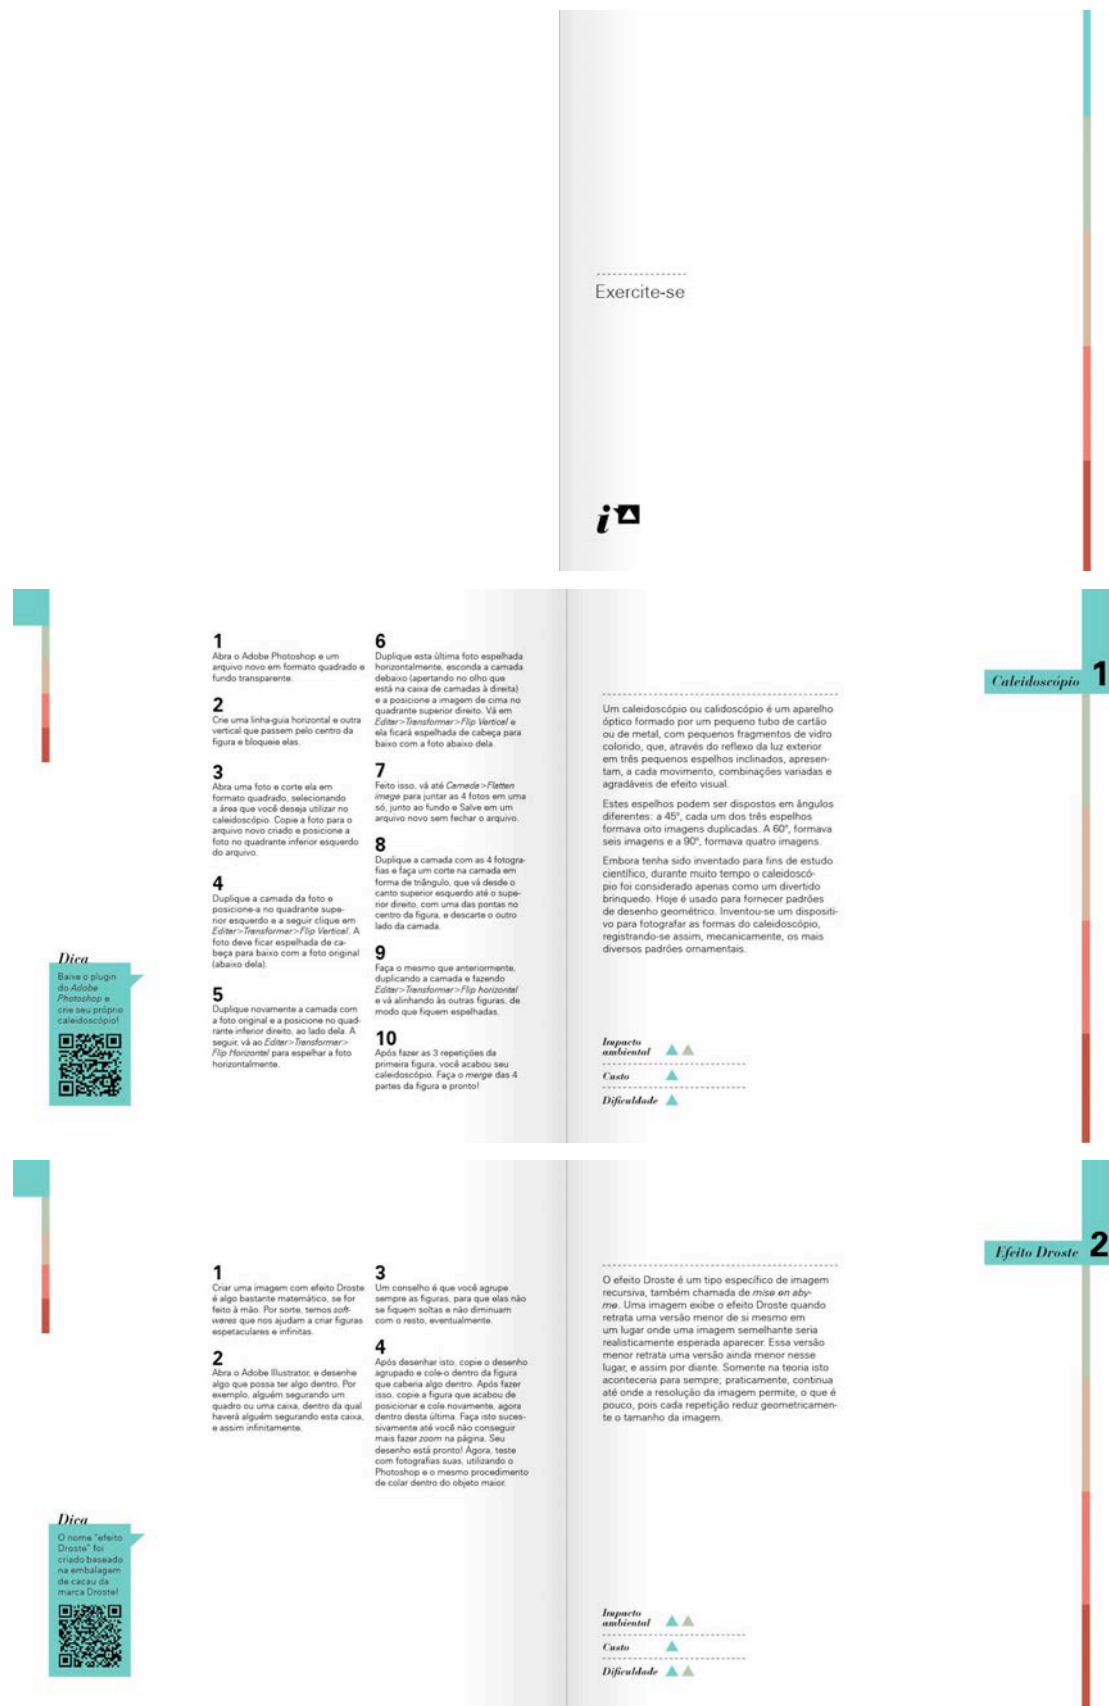 Exercite-se
i
1
Abra o Adobe Photoshop e um
arquivo novo em formato quadrado e
fundo transparente.
2
Crie uma linha-guia horizontal e outra
vertical que passem pelo centro da
figura e bloqueie elas.
3
Abra uma foto e corte ela em
formato quadrado, selecionando
a área que você deseja utilizar no
caleidoscópio. Copie a foto para o
arquivo novo criado e posicione a
foto no quadrante inferior esquerdo
do arquivo.
4
Duplique a camada da foto e
posicione-a no quadrante supe-
rior esquerdo e a seguir clique em
Editer>Transformer>Flip Vertical. A
foto deve ficar espelhada de ca-
beça para baixo com a foto original
(abaixo dela).
5
Duplique novamente a camada com
a foto original e a posicione no quad-
rante inferior direito, ao lado dela. A
seguir, vá ao Editer>Transformer>
Flip Horizontal para espelhar a foto
horizontalmente.
6
Duplique esta última foto espelhada
horizontalmente, esconda a camada
debaixo (apertando no olho que
está na caixa de camadas à direita)
e a posicione a imagem de cima no
quadrante superior direito. Vá em
Editer>Transformer>Flip Vertical e
ela ficará espelhada de cabeça para
baixo com a foto abaixo dela.
7
Feito isso, vá até Camada>Flatten
image para juntar as 4 fotos em uma
só, junto ao fundo e Salve em um
arquivo novo sem fechar o arquivo.
8
Duplique a camada com as 4 fotogra-
fias e faça um corte na camada em
forma de triângulo, que vá desde o
canto superior esquerdo até o supe-
rior direito, com uma das pontas no
centro da figura, e descarte o outro
lado da camada.
9
Faça o mesmo que anteriormente,
duplicando a camada e fazendo
Editer>Transformer>Flip horizontal
e vá alinhando às outras figuras, de
modo que fiquem espelhadas.
10
Após fazer as 3 repetições da
primeira figura, você acabou seu
caleidoscópio. Faça o merge das 4
partes da figura e pronto!
Dica
Baixe o plugin
do Adobe
Photoshop e
crie seu próprio
caleidoscópio!
Caleidoscópio 1
Um caleidoscópio ou calidoscópio é um aparelho
óptico formado por um pequeno tubo de cartão
ou de metal, com pequenos fragmentos de vidro
colorido, que, através do reflexo da luz exterior
em três pequenos espelhos inclinados, apresen-
tam, a cada movimento, combinações variadas e
agradáveis de efeito visual.
Estes espelhos podem ser dispostos em ângulos
diferentes: a 45º, cada um dos três espelhos
formava oito imagens duplicadas. A 60º, formava
seis imagens e a 90º, formava quatro imagens.
Embora tenha sido inventado para fins de estudo
científico, durante muito tempo o caleidoscó-
pio foi considerado apenas como um divertido
brinquedo. Hoje é usado para fornecer padrões
de desenho geométrico. Inventou-se um dispositi-
vo para fotografar as formas do caleidoscópio,
registrando-se assim, mecanicamente, os mais
diversos padrões ornamentais.
Impacto
ambiental
Custo
Dificuldade
1
Criar uma imagem com efeito Droste
é algo bastante matemático, se for
feito à mão. Por sorte, temos soft-
weres que nos ajudam a criar figuras
espetaculares e infinitas.
2
Abra o Adobe Illustrator, e desenhe
algo que possa ter algo dentro. Por
exemplo, alguém segurando um
quadro ou uma caixa, dentro da qual
haverá alguém segurando esta caixa,
e assim infinitamente.
3
Um conselho é que você agrupe
sempre as figuras, para que elas não
se fiquem soltas e não diminuam
com o resto, eventualmente.
4
Após desenhar isto, copie o desenho
agrupado e cole-o dentro da figura
que caberia algo dentro. Após fazer
isso, copie a figura que acabou de
posicionar e cole novamente, agora
dentro desta última. Faça isto suces-
sivamente até você não conseguir
mais fazer zoom na página. Seu
desenho está pronto! Agora, teste
com fotografias suas, utilizando o
Photoshop e o mesmo procedimento
de colar dentro do objeto maior.
Dica
O nome "efeito
Droste" foi
criado baseado
na embalagem
de cacau da
marca Droste!
Efeito Droste 2
O efeito Droste é um tipo específico de imagem
recursiva, também chamada de mise en aby-
me. Uma imagem exibe o efeito Droste quando
retrata uma versão menor de si mesmo em
um lugar onde uma imagem semelhante seria
realisticamente esperada aparecer. Essa versão
menor retrata uma versão ainda menor nesse
lugar, e assim por diante. Somente na teoria isto
aconteceria para sempre; praticamente, continua
até onde a resolução da imagem permite, o que é
pouco, pois cada repetição reduz geometricamen-
te o tamanho da imagem.
Impacto
ambiental
Custo
Dificuldade